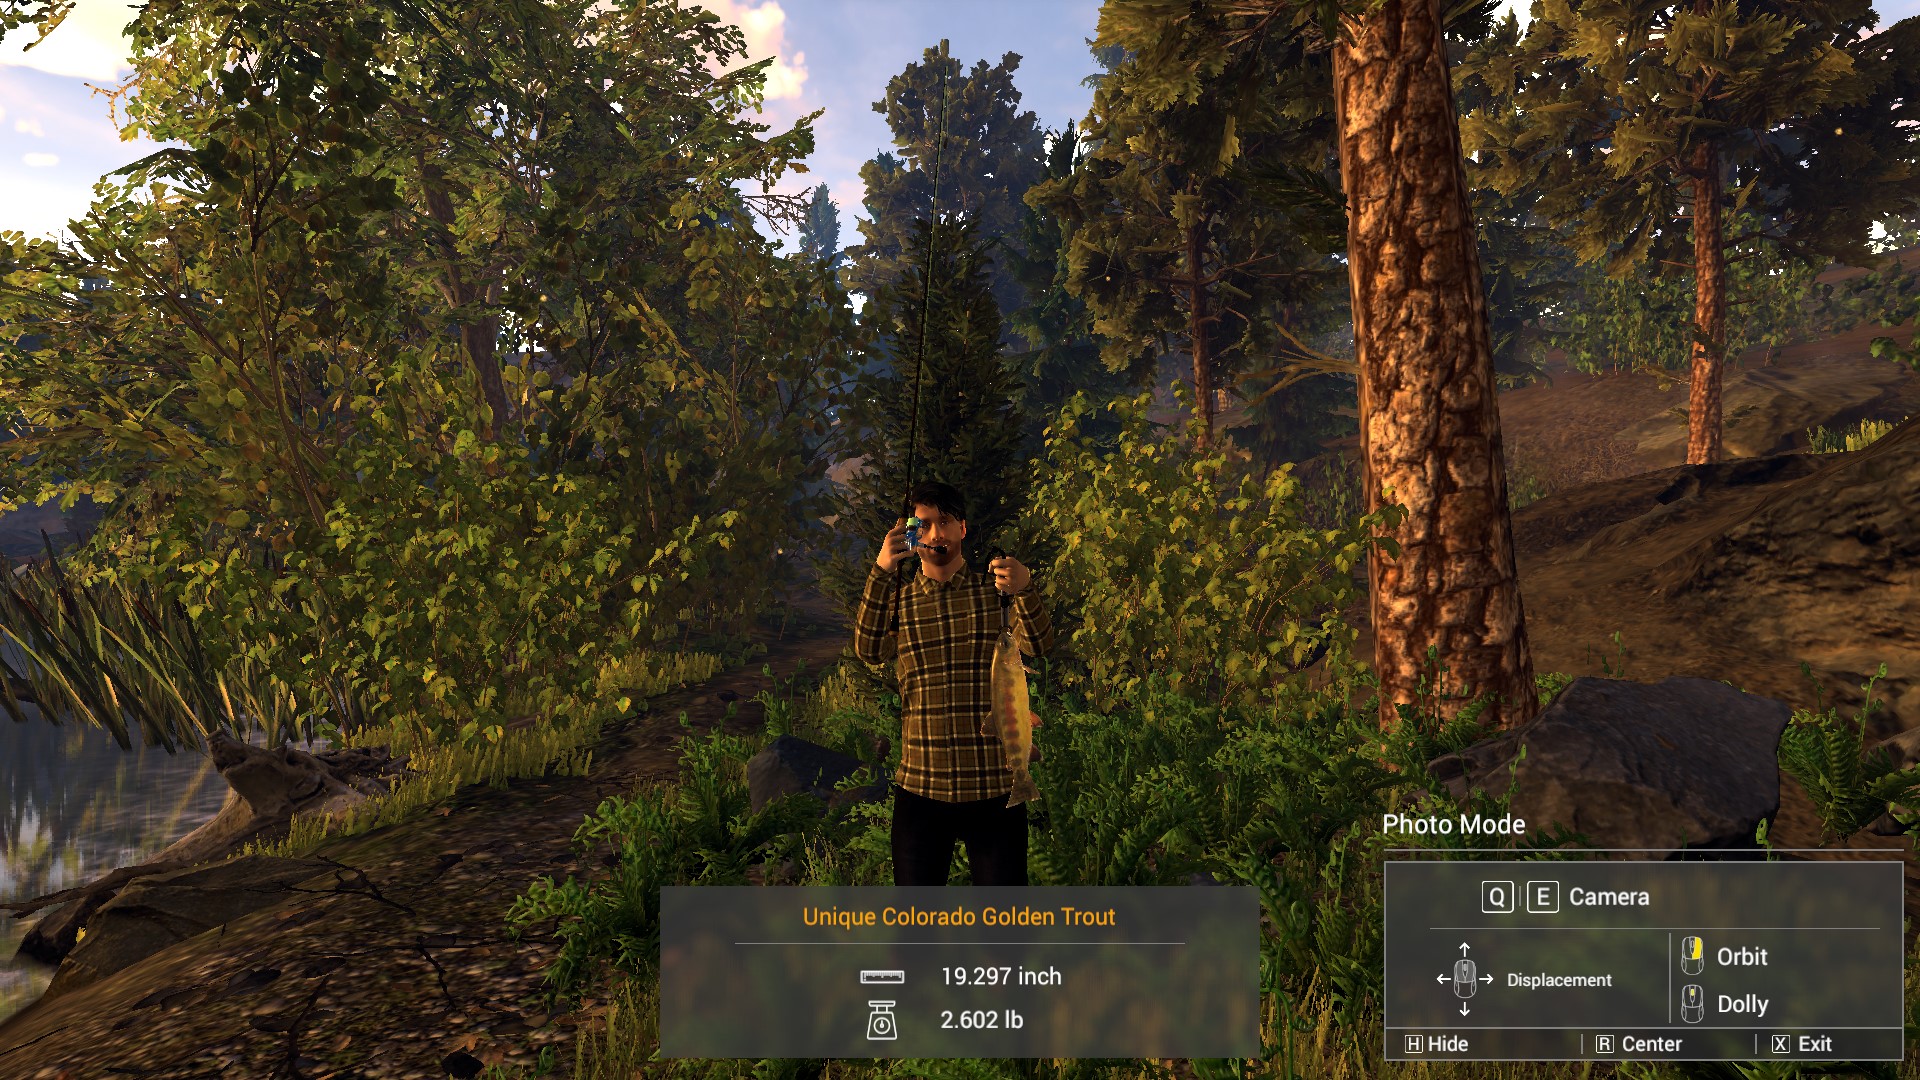 Unique Colorado Golden Trout
19.297 inch
2.602 lb
Photo Mode
Q E Camera
Displacement
Orbit
Dolly
H Hide
R Center
X Exit